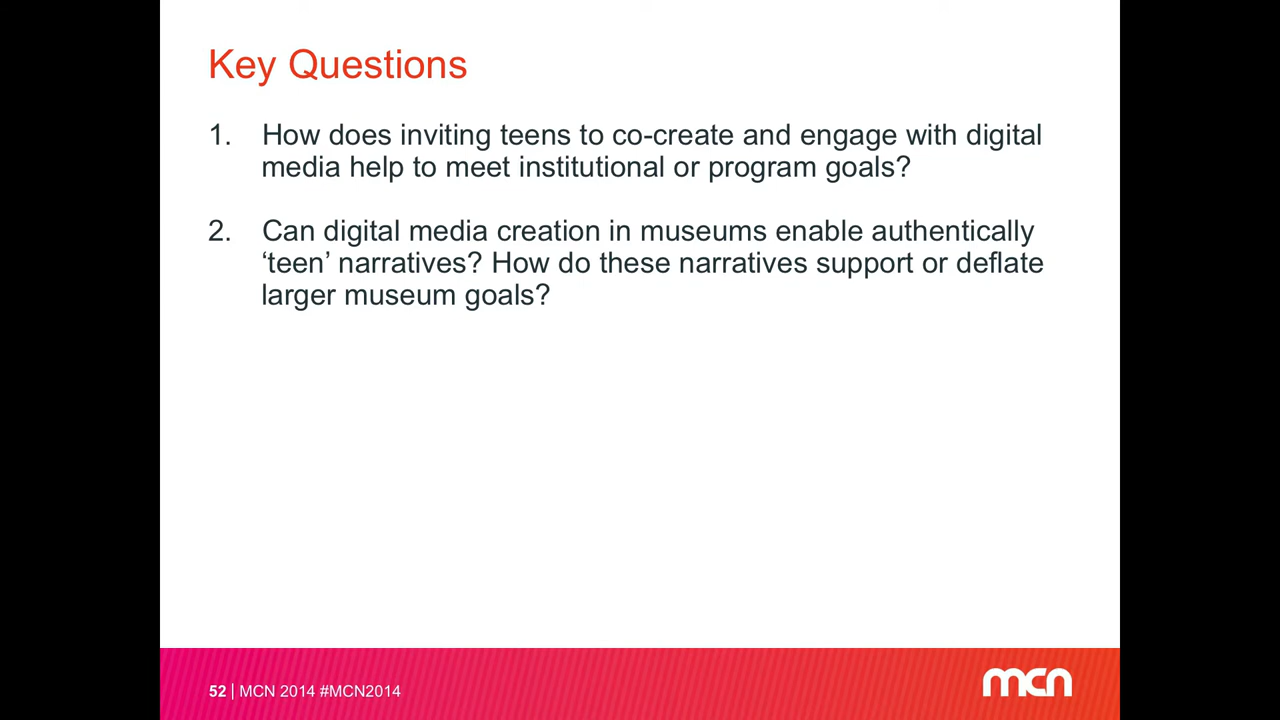 Key Questions
1. How does inviting teens to co-create and engage with digital
media help to meet institutional or program goals?
2. Can digital media creation in museums enable authentically
‘teen’ narratives? How do these narratives support or deflate
larger museum goals?
52 | MCN 2014 #MCN2014
mcn